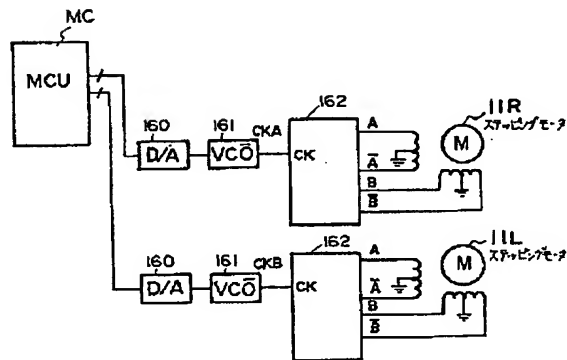 MC
MCU
160
D/A
161
VCO
CKA
162
CK
A
A̅
B
B̅
11R
ステッピングモータ
M
160
D/A
161
VCO
CKB
162
CK
A
A̅
B
B̅
11L
ステッピングモータ
M